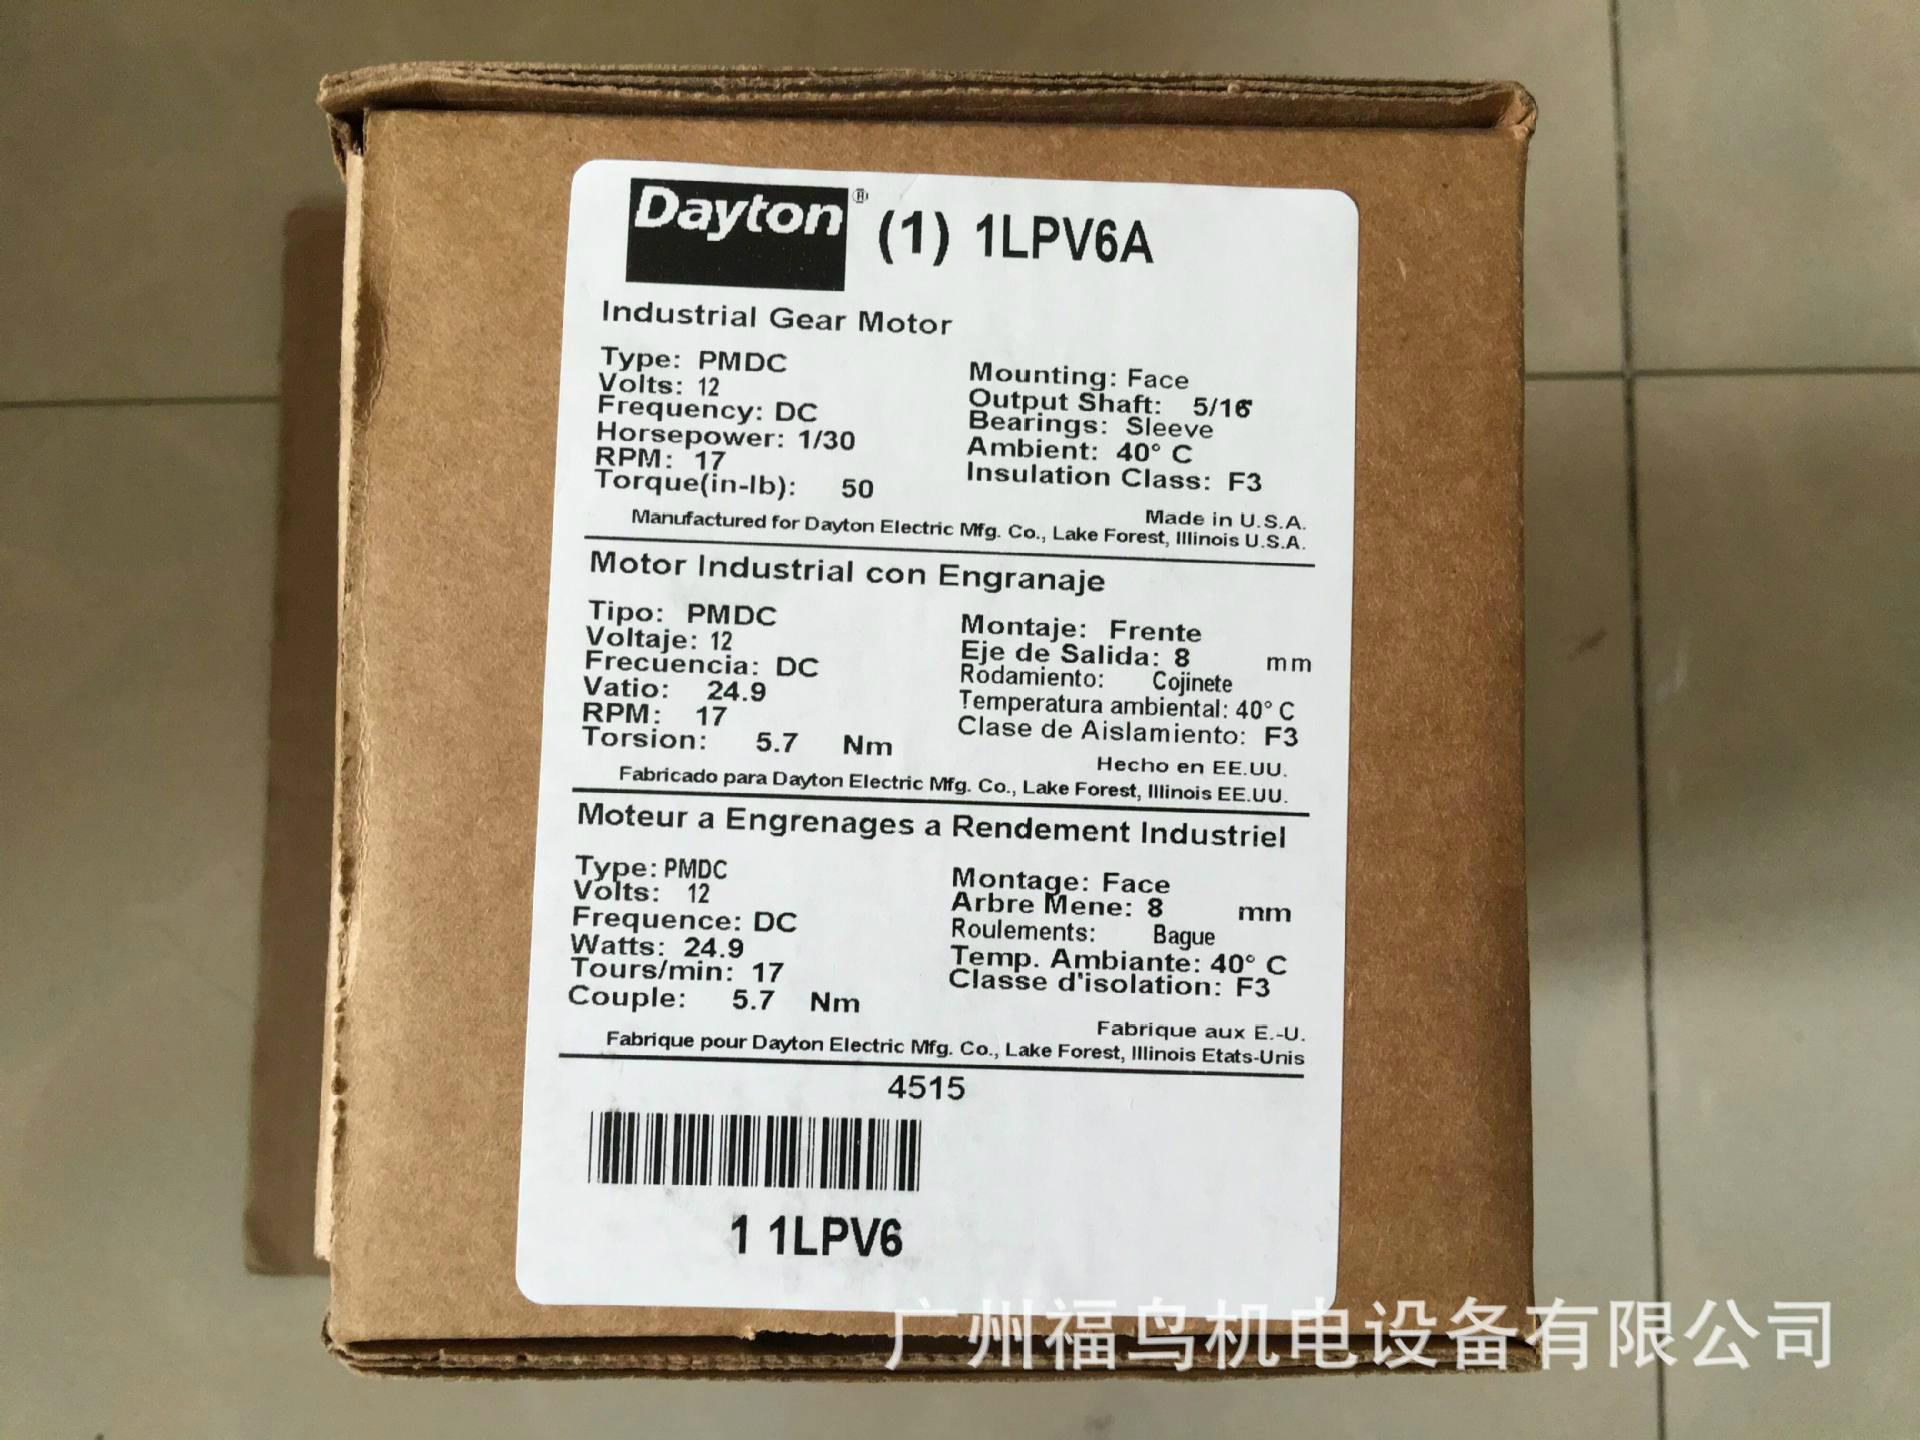 Dayton® (1) 1LPV6A
Industrial Gear Motor
Type: PMDC
Volts: 12
Frequency: DC
Horsepower: 1/30
RPM: 17
Torque(in-lb): 50
Mounting: Face
Output Shaft: 5/16
Bearings: Sleeve
Ambient: 40° C
Insulation Class: F3
Made in U.S.A.
Manufactured for Dayton Electric Mfg. Co., Lake Forest, Illinois U.S.A.
Motor Industrial con Engranaje
Tipo: PMDC
Voltaje: 12
Frecuencia: DC
Vatio: 24.9
RPM: 17
Torsion: 5.7 Nm
Montaje: Frente
Eje de Salida: 8 mm
Rodamiento: Cojinete
Temperatura ambiental: 40° C
Clase de Aislamiento: F3
Hecho en EE.UU.
Fabricado para Dayton Electric Mfg. Co., Lake Forest, Illinois EE.UU.
Moteur a Engrenages a Rendement Industriel
Type: PMDC
Volts: 12
Frequence: DC
Watts: 24.9
Tours/min: 17
Couple: 5.7 Nm
Montage: Face
Arbre Mene: 8 mm
Roulements: Bague
Temp. Ambiante: 40° C
Classe d'isolation: F3
Fabrique aux E.-U.
Fabrique pour Dayton Electric Mfg. Co., Lake Forest, Illinois Etats-Unis
4515
1 1LPV6
广州福鸟机电设备有限公司